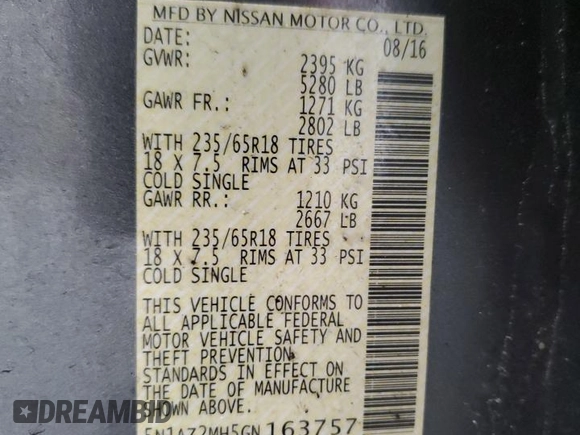 MFD BY NISSAN MOTOR CO., LTD.
DATE: 08/16
GVWR: 2395 KG
5280 LB
GAWR FR.: 1271 KG
2802 LB
WITH 235/65R18 TIRES
18 X 7.5 RIMS AT 33 PSI
COLD SINGLE
GAWR RR.: 1210 KG
2667 LB
WITH 235/65R18 TIRES
18 X 7.5 RIMS AT 33 PSI
COLD SINGLE
THIS VEHICLE CONFORMS TO
ALL APPLICABLE FEDERAL
MOTOR VEHICLE SAFETY AND
THEFT PREVENTION
STANDARDS IN EFFECT ON
THE DATE OF MANUFACTURE
SHOWN ABOVE.
5N1AZ2MH5GN 163757
DREAMBID